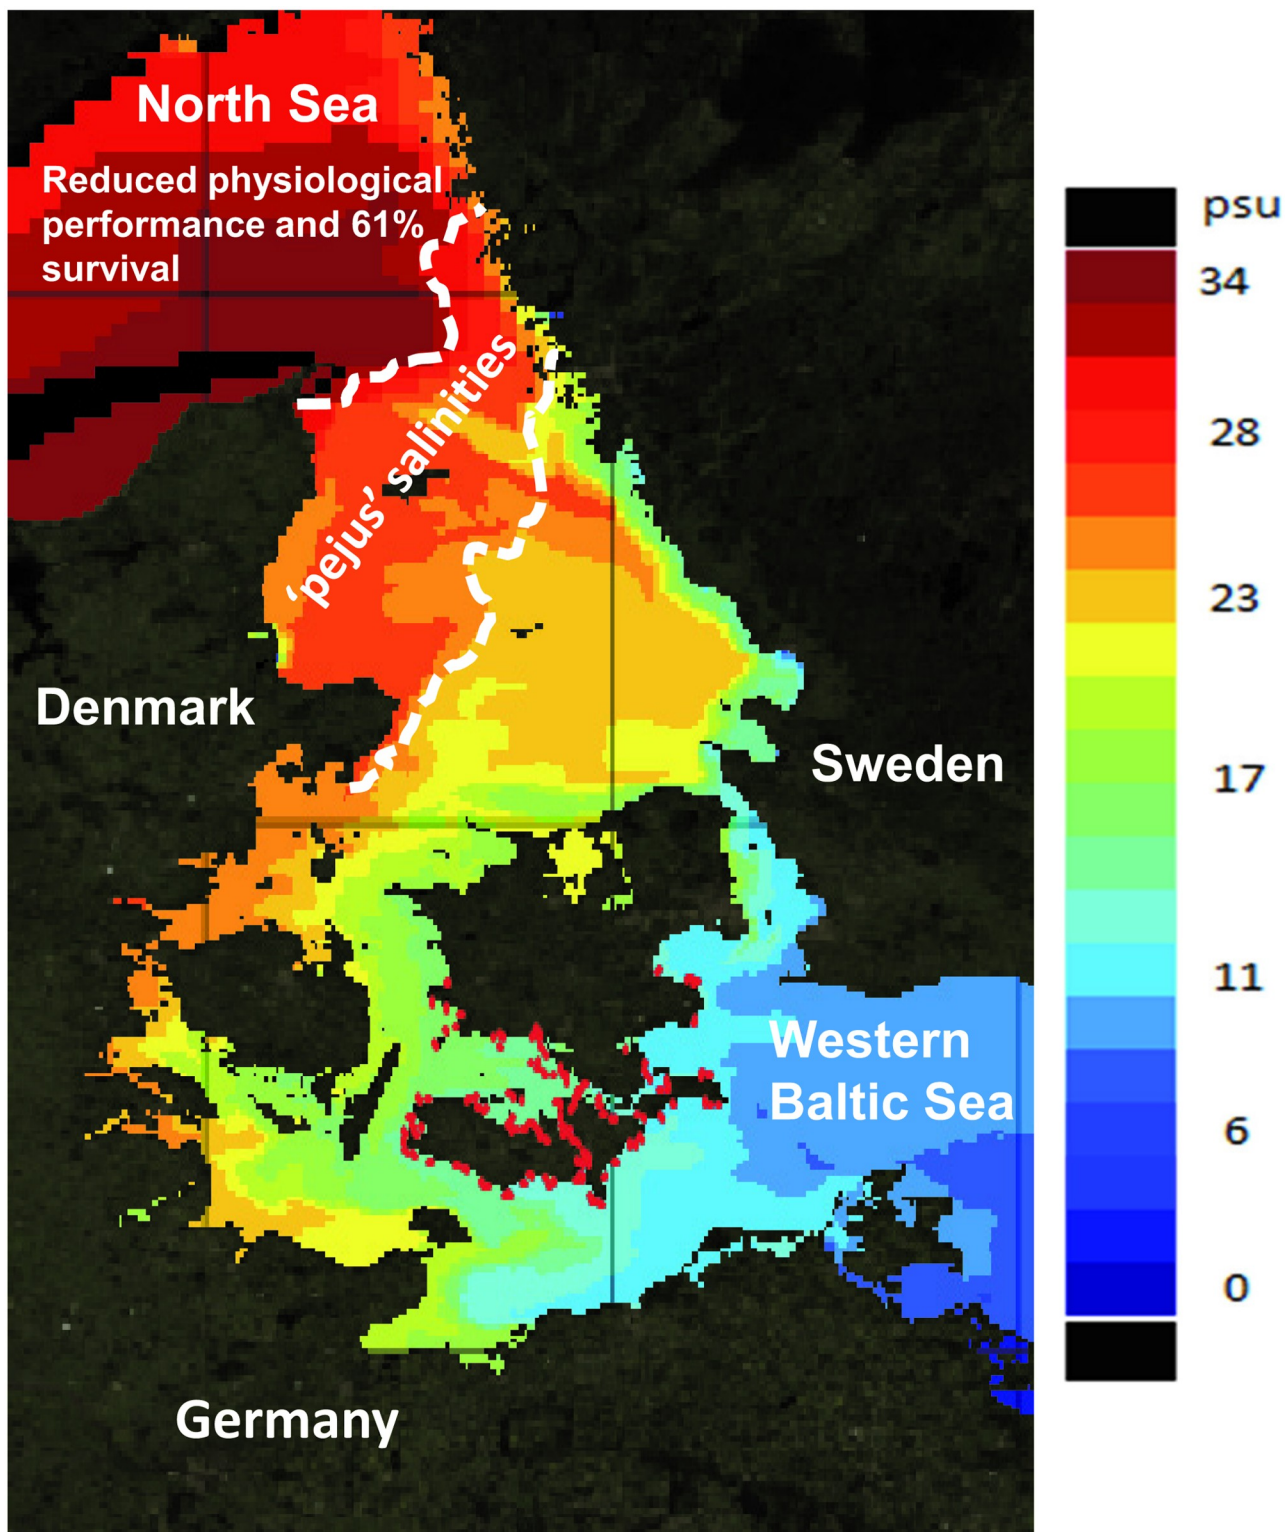 North Sea
Reduced physiological
performance and 61%
survival
‘pejus’ salinities
Denmark
Sweden
Western
Baltic Sea
Germany
psu
34
28
23
17
11
6
0